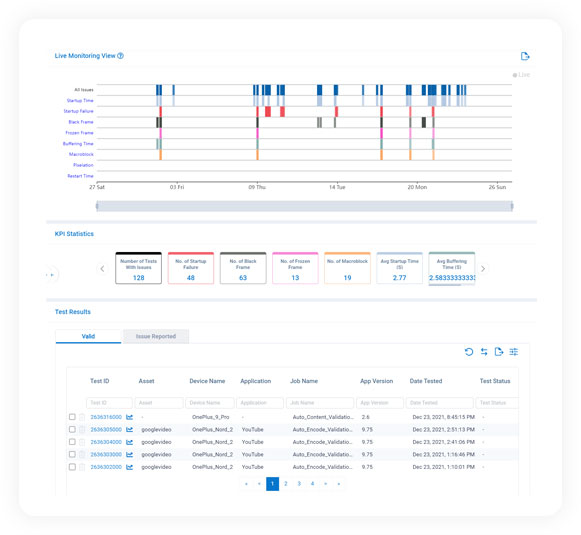 Live Monitoring View
Live
All Issues
Startup Time
Startup Failure
Black Frame
Frozen Frame
Buffering Time
Macroblock
Pixelation
Restart Time
27 Sat 03 Fri 09 Thu 14 Tue 20 Mon 26 Sun
KPI Statistics
Number of Tests With Issues
128
No. of Startup Failure
48
No. of Black Frame
63
No. of Frozen Frame
13
No. of Macroblock
19
Avg Startup Time (S)
2.77
Avg Buffering Time (S)
2.583333333
Test Results
Valid Issue Reported
Test ID Asset Device Name Application Job Name App Version Date Tested Test Status
Test ID Asset Device Name Application Job Name App Version Date Tested Test Status
2636316000 - OnePlus_9_Pro - Auto_Content_Validatio... 2.6 Dec 23, 2021, 8:45:15 PM -
2636305000 googlevideo OnePlus_Nord_2 YouTube Auto_Encode_Validatio... 9.75 Dec 23, 2021, 2:51:13 PM -
2636304000 googlevideo OnePlus_Nord_2 YouTube Auto_Encode_Validatio... 9.75 Dec 23, 2021, 2:41:06 PM -
2636303000 googlevideo OnePlus_Nord_2 YouTube Auto_Encode_Validatio... 9.75 Dec 23, 2021, 1:16:46 PM -
2636302000 googlevideo OnePlus_Nord_2 YouTube Auto_Encode_Validatio... 9.75 Dec 23, 2021, 1:10:01 PM -
« < 1 2 3 4 > »